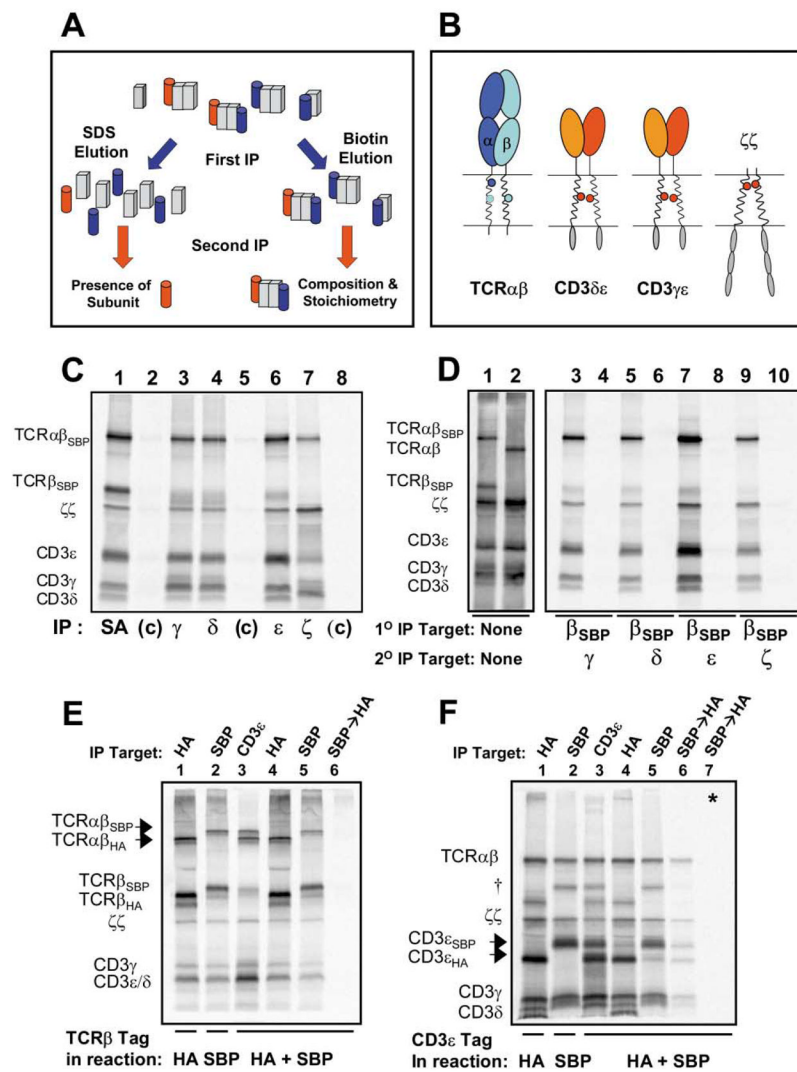 A
SDS
Elution
First IP
Biotin
Elution
Second IP
Presence of
Subunit
Composition &
Stoichiometry
B
α β
ζζ
TCRαβ CD3δε CD3γε
C
1 2 3 4 5 6 7 8
TCRαβSBP
TCRβSBP
ζζ
CD3ε
CD3γ
CD3δ
IP : SA (c) γ δ (c) ε ζ (c)
D
1 2 3 4 5 6 7 8 9 10
TCRαβSBP
TCRαβ
TCRβSBP
ζζ
CD3ε
CD3γ
CD3δ
1º IP Target: None βSBP βSBP βSBP βSBP
2º IP Target: None γ δ ε ζ
E
IP Target: HA SBP CD3ε HA SBP SBP→HA
1 2 3 4 5 6
TCRαβSBP
TCRαβHA
TCRβSBP
TCRβHA
ζζ
CD3γ
CD3ε/δ
TCRβ Tag
in reaction: HA SBP HA + SBP
F
IP Target: HA SBP CD3ε HA SBP SBP→HA SBP→HA
1 2 3 4 5 6 7
*
TCRαβ
†
ζζ
CD3εSBP
CD3εHA
CD3γ
CD3δ
CD3ε Tag
In reaction: HA SBP HA + SBP